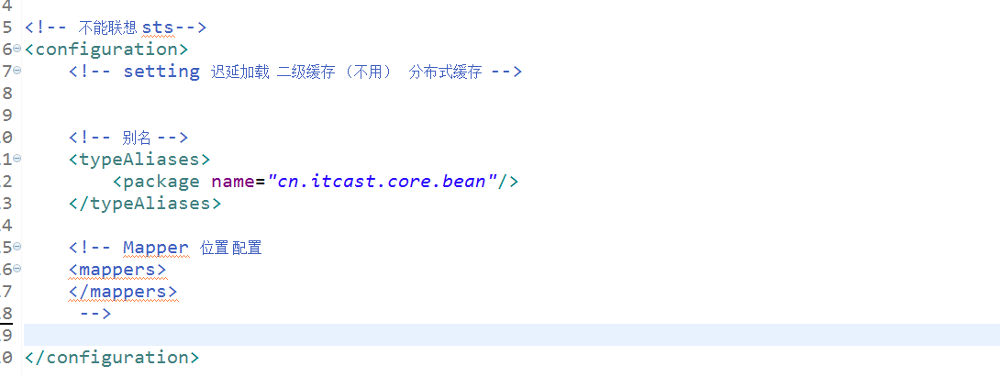 4
5 <!-- 不能联想 sts-->
6 <configuration>
7 <!-- setting 迟延加载 二级缓存（不用） 分布式缓存 -->
8
9
0 <!-- 别名 -->
1 <typeAliases>
2 <package name="cn.itcast.core.bean"/>
3 </typeAliases>
4
5 <!-- Mapper 位置 配置
6 <mappers>
7 </mappers>
8 -->
9
0 </configuration>